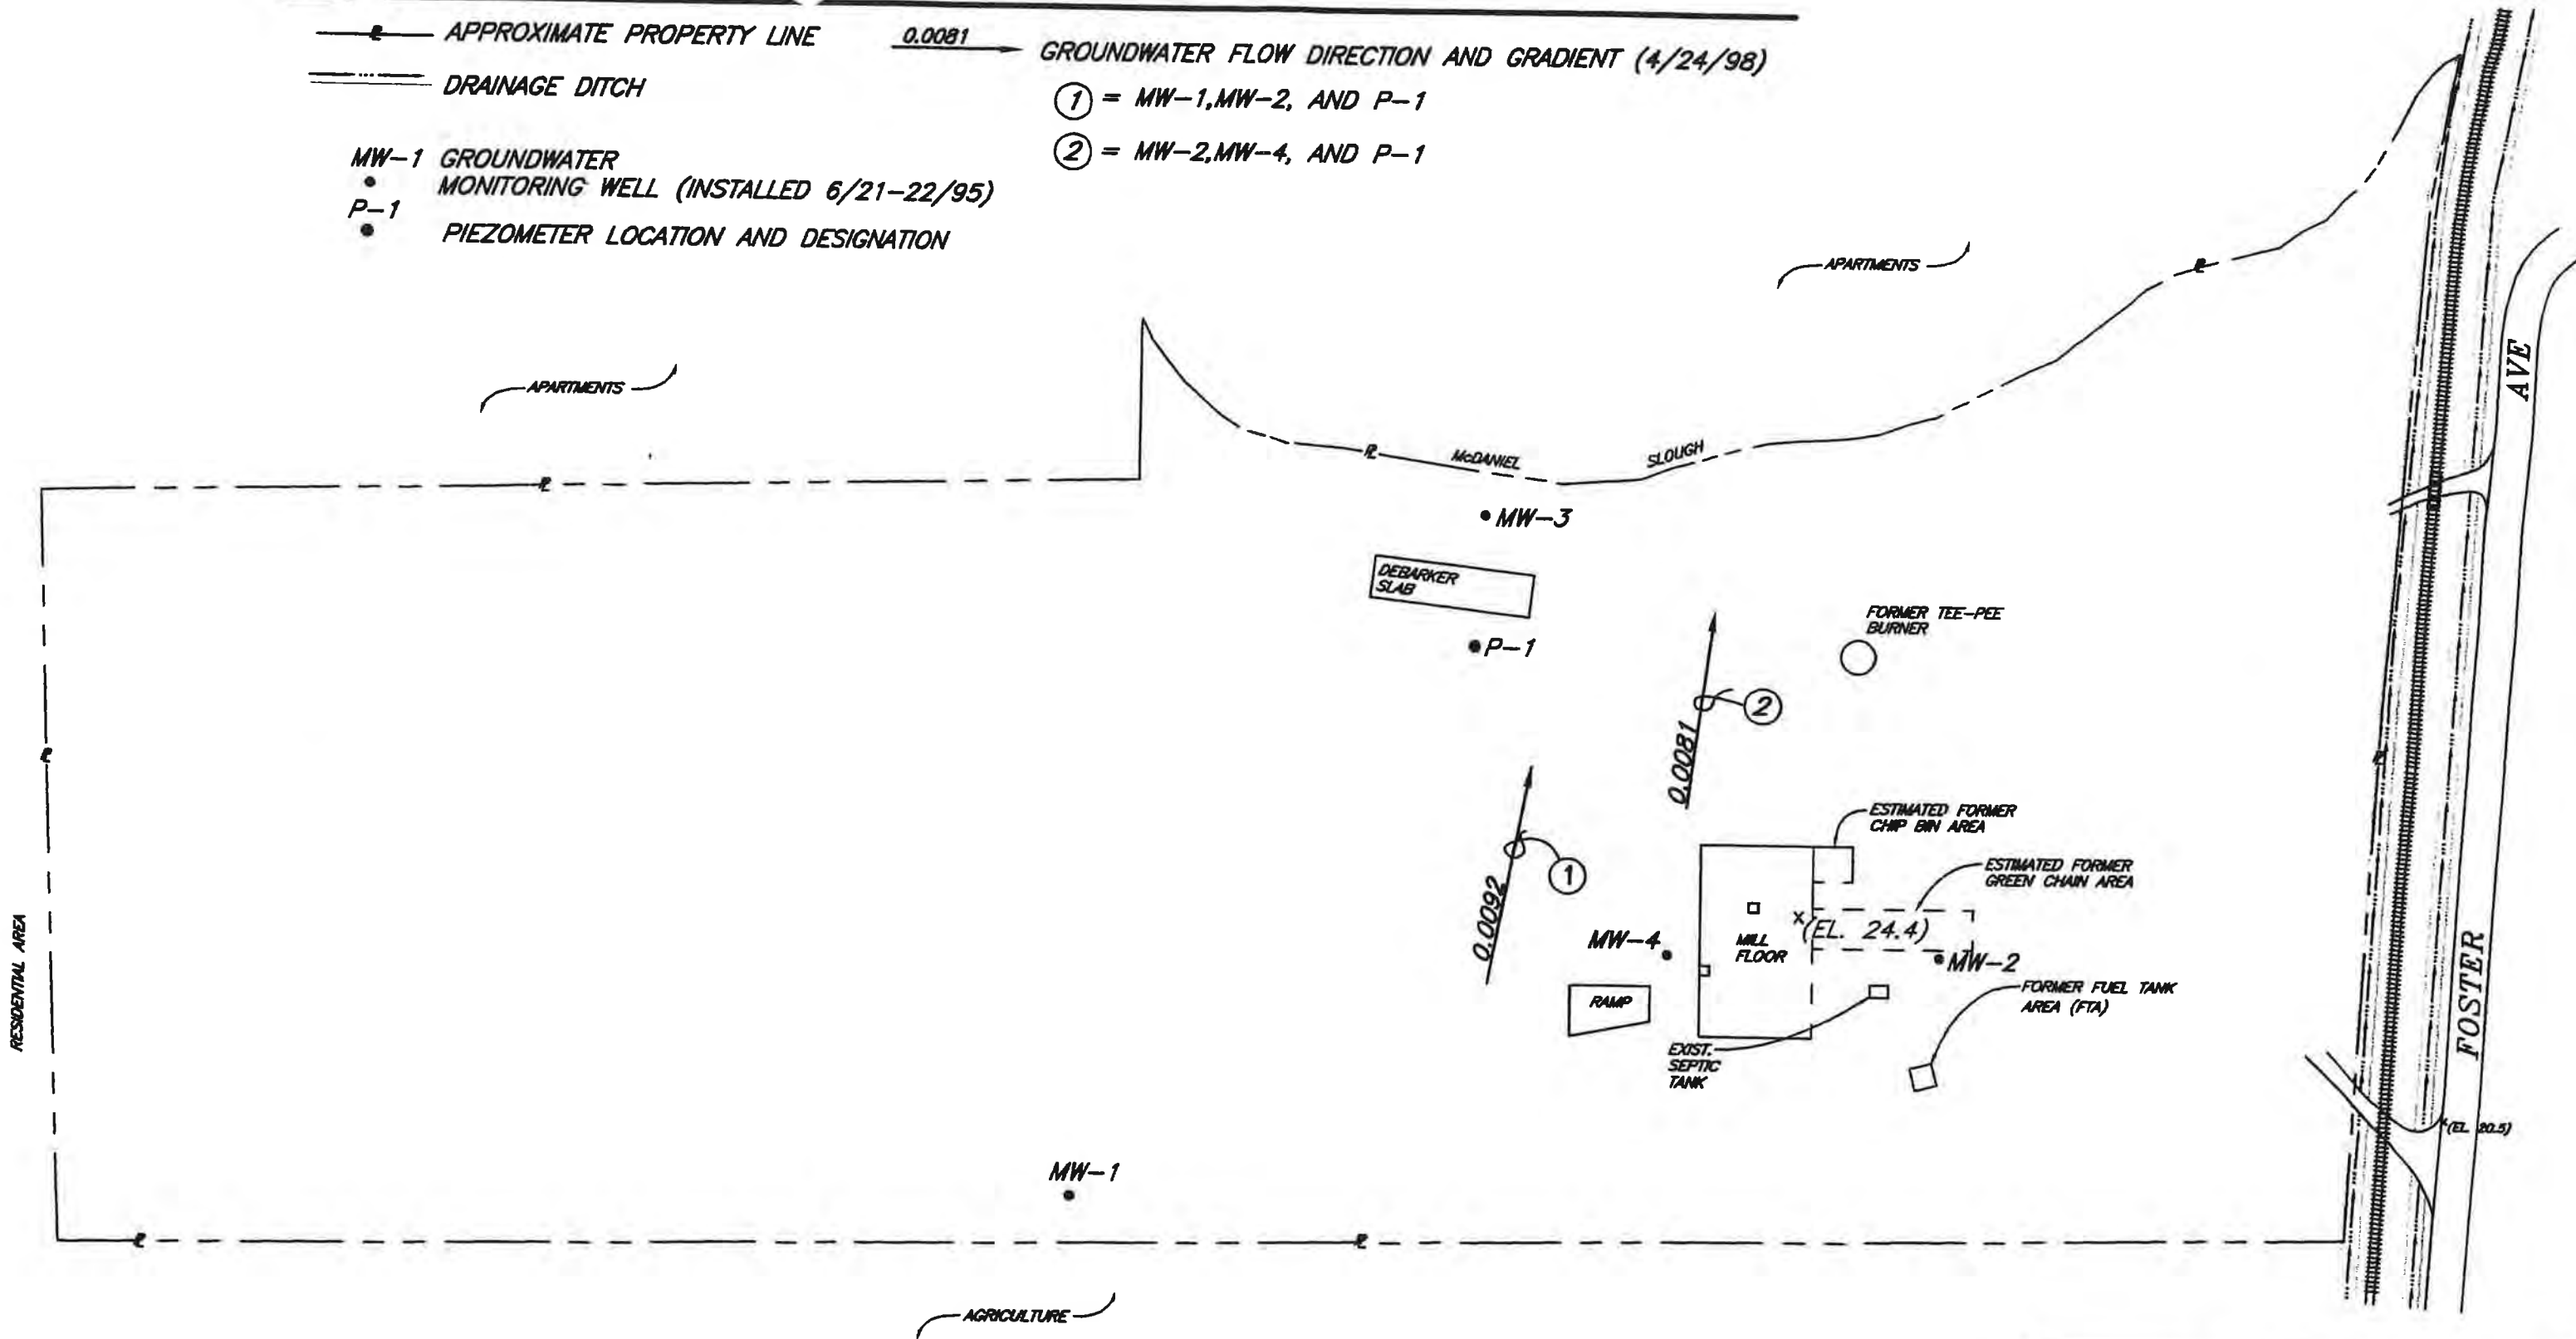 APPROXIMATE PROPERTY LINE
DRAINAGE DITCH
MW-1 GROUNDWATER
MONITORING WELL (INSTALLED 6/21-22/95)
P-1
PIEZOMETER LOCATION AND DESIGNATION
0.0081
GROUNDWATER FLOW DIRECTION AND GRADIENT (4/24/98)
1 = MW-1,MW-2, AND P-1
2 = MW-2,MW-4, AND P-1
APARTMENTS
APARTMENTS
McDANIEL
SLOUGH
MW-3
DEBARKER
SLAB
P-1
FORMER TEE-PEE
BURNER
2
0.0081
1
0.0092
ESTIMATED FORMER
CHIP BIN AREA
ESTIMATED FORMER
GREEN CHAIN AREA
x(EL. 24.4)
MILL
FLOOR
MW-4
MW-2
RAMP
FORMER FUEL TANK
AREA (FTA)
EXIST.
SEPTIC
TANK
MW-1
RESIDENTIAL AREA
AGRICULTURE
FOSTER
AVE
x(EL. 20.5)